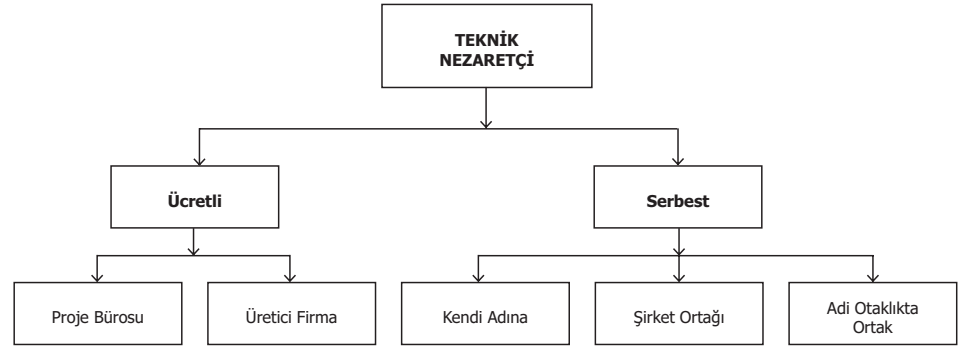 TEKNİK
NEZARETÇİ
Ücretli
Serbest
Proje Bürosu
Üretici Firma
Kendi Adına
Şirket Ortağı
Adi Otaklıkta
Ortak